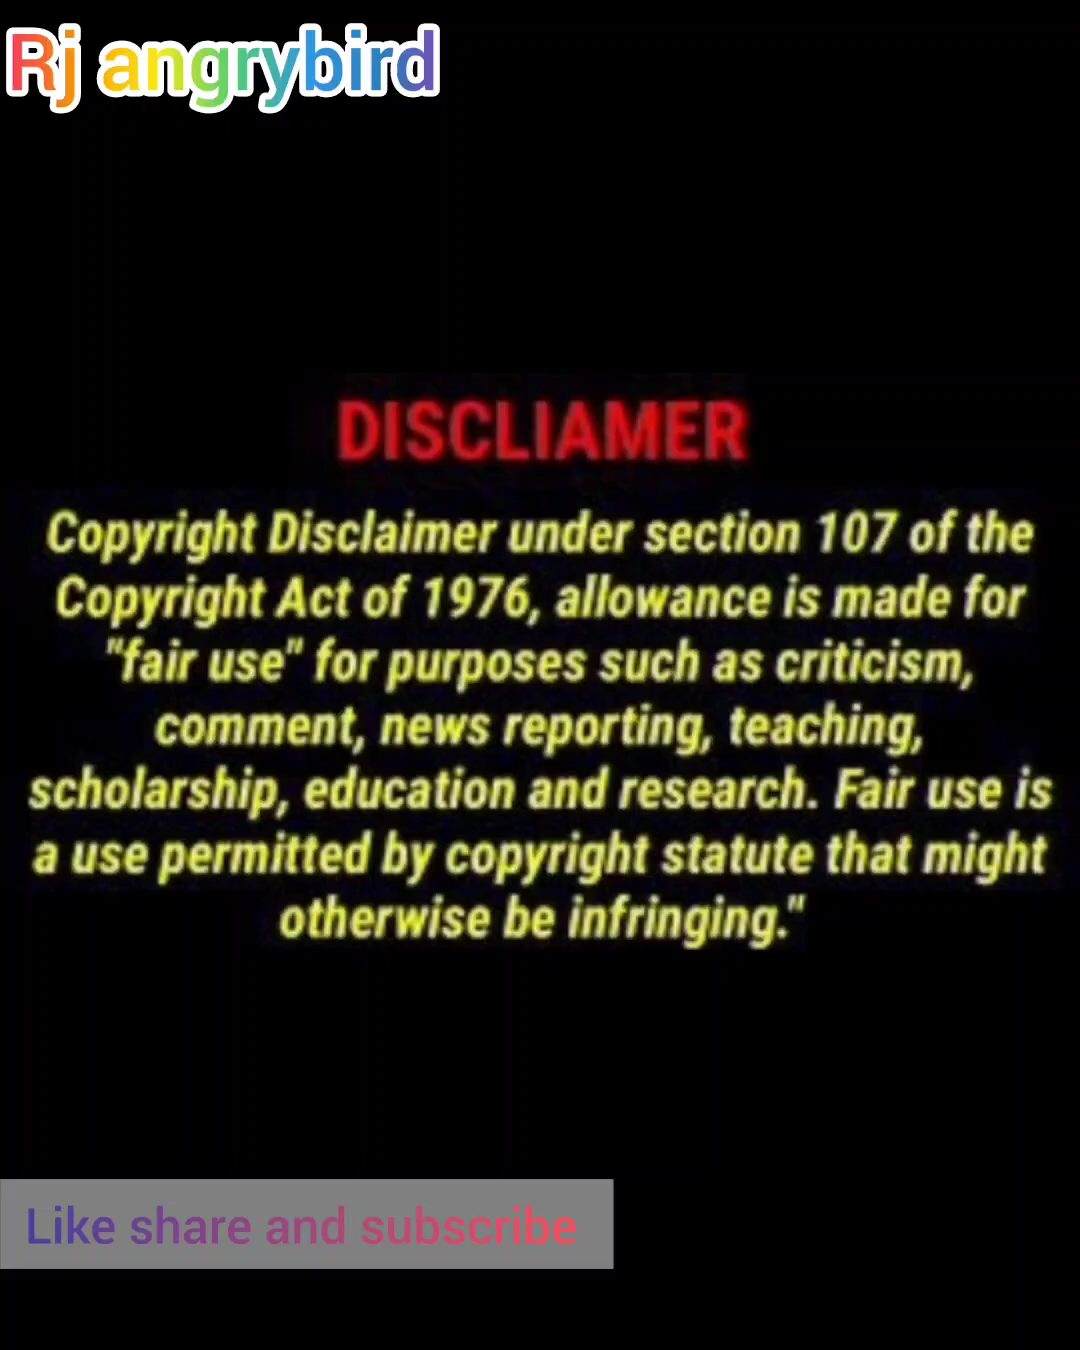 Rj angrybird
DISCLIAMER
Copyright Disclaimer under section 107 of the
Copyright Act of 1976, allowance is made for
"fair use" for purposes such as criticism,
comment, news reporting, teaching,
scholarship, education and research. Fair use is
a use permitted by copyright statute that might
otherwise be infringing."
Like share and subscribe